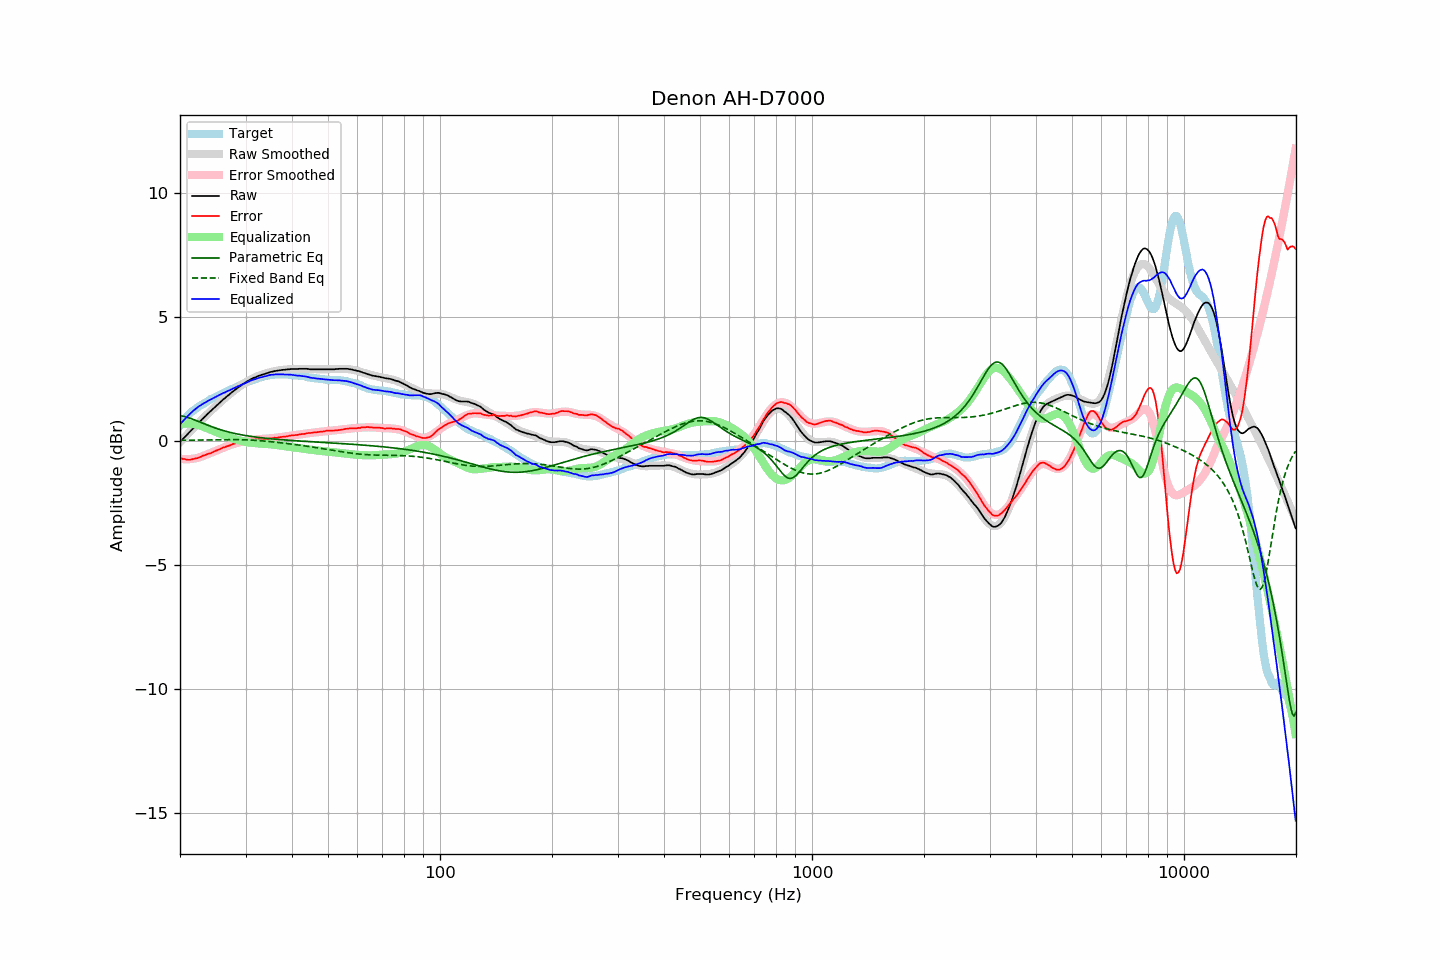 Denon AH-D7000
Target
Raw Smoothed
Error Smoothed
Raw
Error
Equalization
Parametric Eq
Fixed Band Eq
Equalized
Amplitude (dBr)
10
5
0
−5
−10
−15
100
1000
10000
Frequency (Hz)